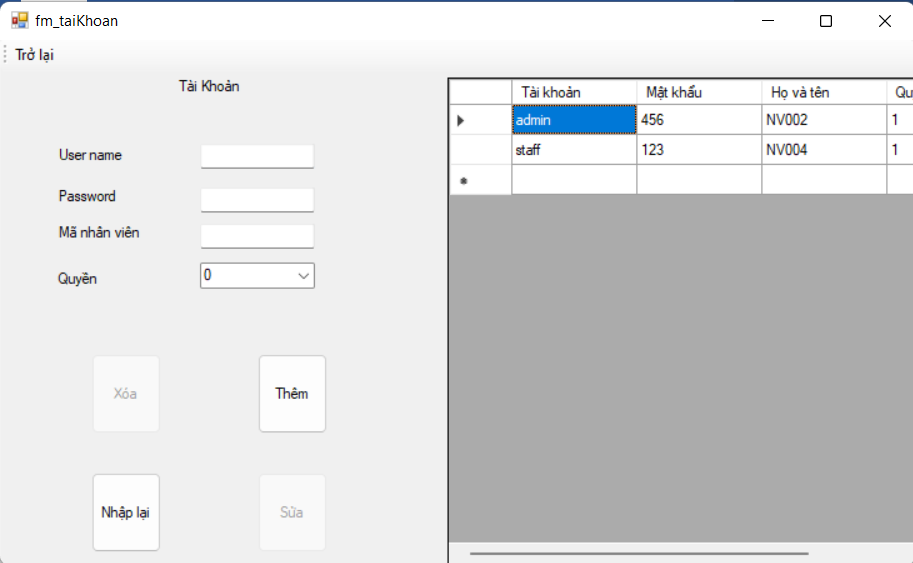 fm_taiKhoan
Trở lại
Tài Khoản
User name
Password
Mã nhân viên
Quyền 0
Xóa Thêm
Nhập lại Sửa
Tài khoản Mật khẩu Họ và tên Qu
admin 456 NV002 1
staff 123 NV004 1